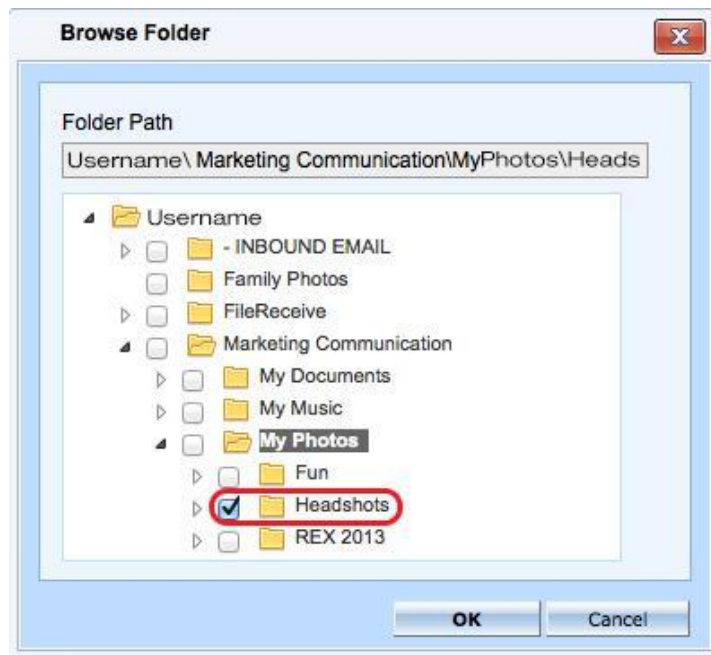 Browse Folder
Folder Path
Username\ Marketing Communication\MyPhotos\Heads
Username
- INBOUND EMAIL
Family Photos
FileReceive
Marketing Communication
My Documents
My Music
My Photos
Fun
Headshots
REX 2013
OK Cancel